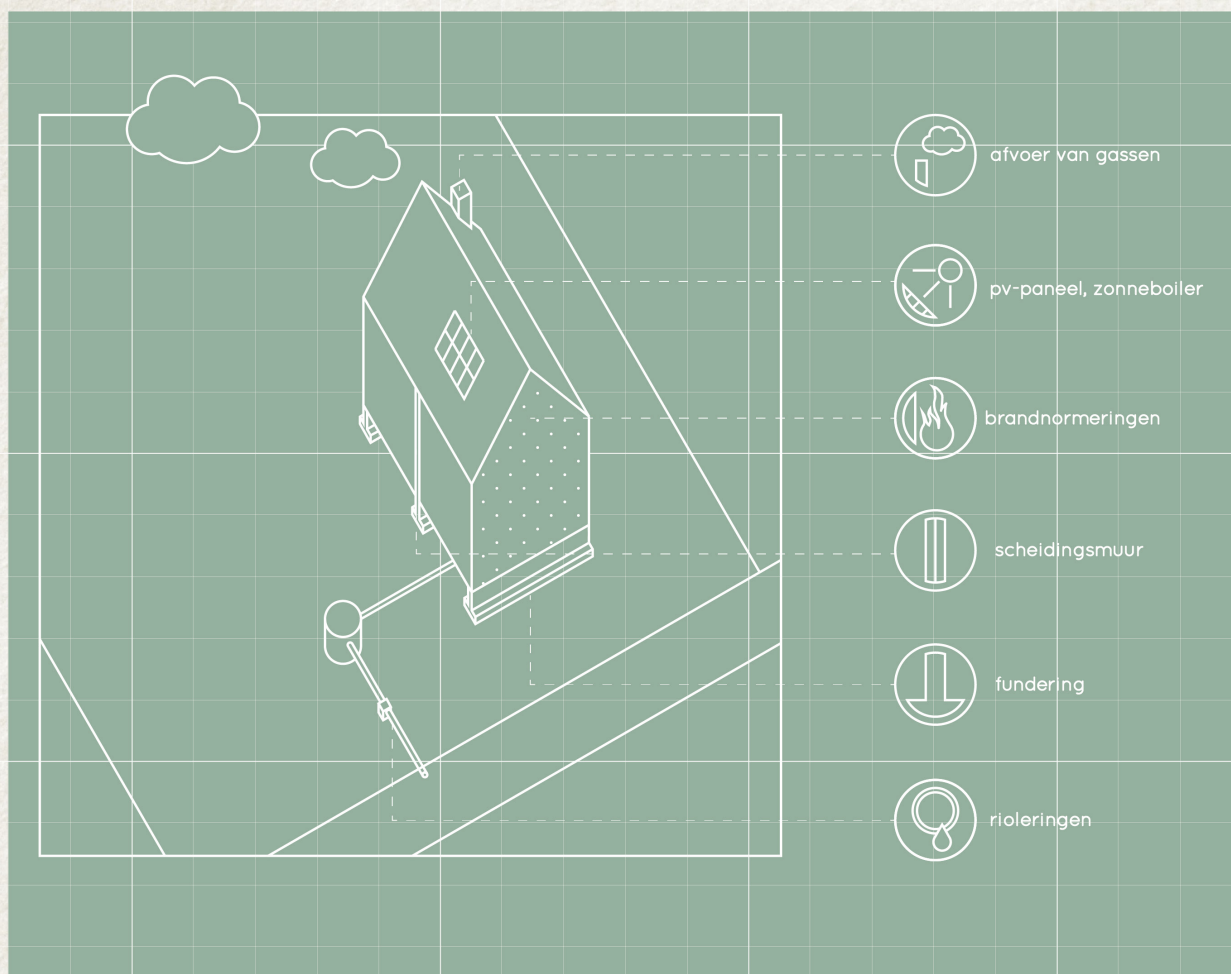 afvoer van gassen
pv-paneel, zonneboiler
brandnormeringen
scheidingsmuur
fundering
rioleringen